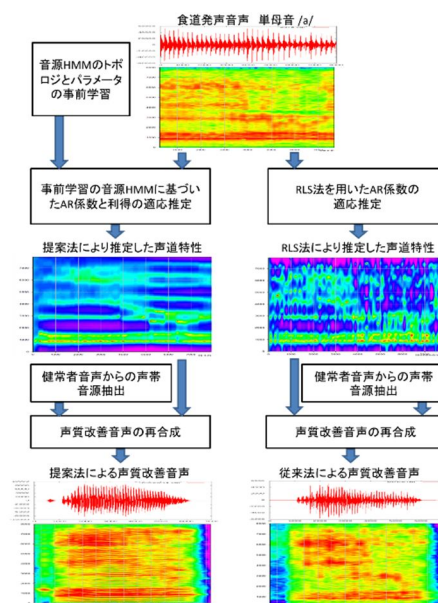 食道発声音声 単母音 /a/
音源HMMのトポ
ロジとパラメータ
の事前学習
事前学習の音源HMMに基づい
たAR係数と利得の適応推定
RLS法を用いたAR係数の
適応推定
提案法により推定した声道特性
RLS法により推定した声道特性
健常者音声からの声帯
音源抽出
健常者音声からの声帯
音源抽出
声質改善音声の再合成
声質改善音声の再合成
提案法による声質改善音声
従来法による声質改善音声